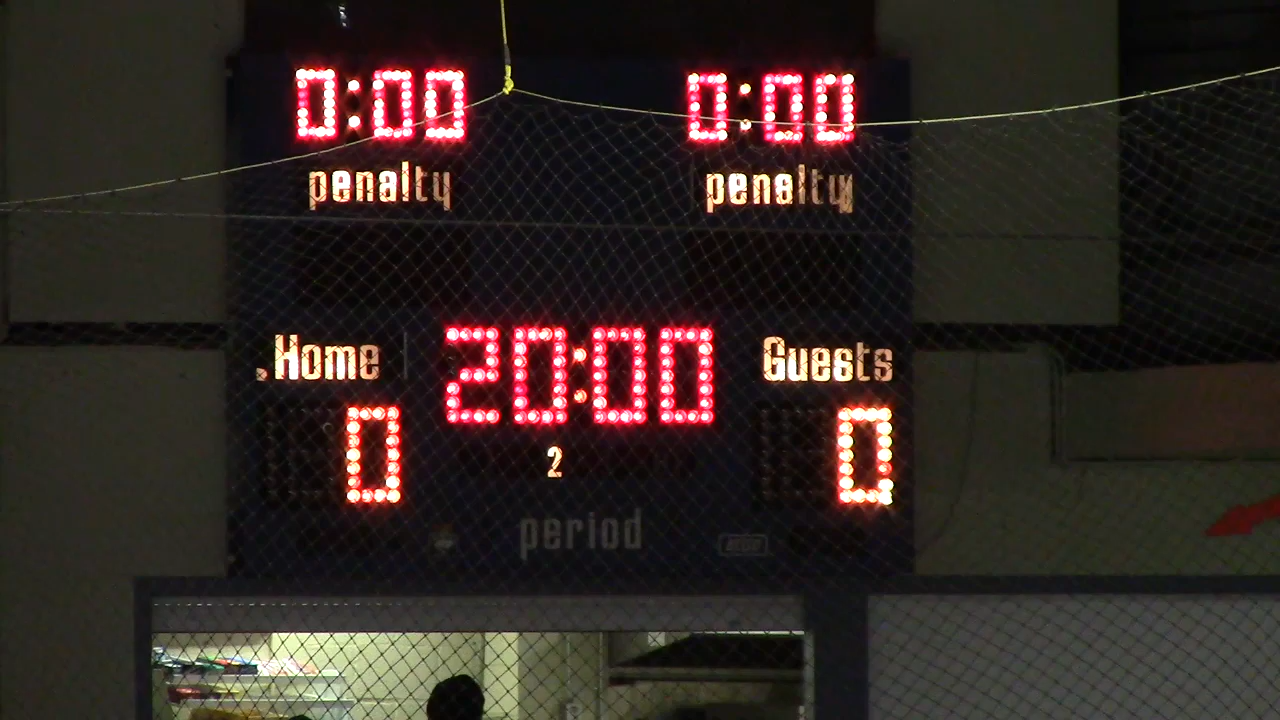 0:00 0:00
penalty penalty
Home 20:00 Guests
0 2 0
period